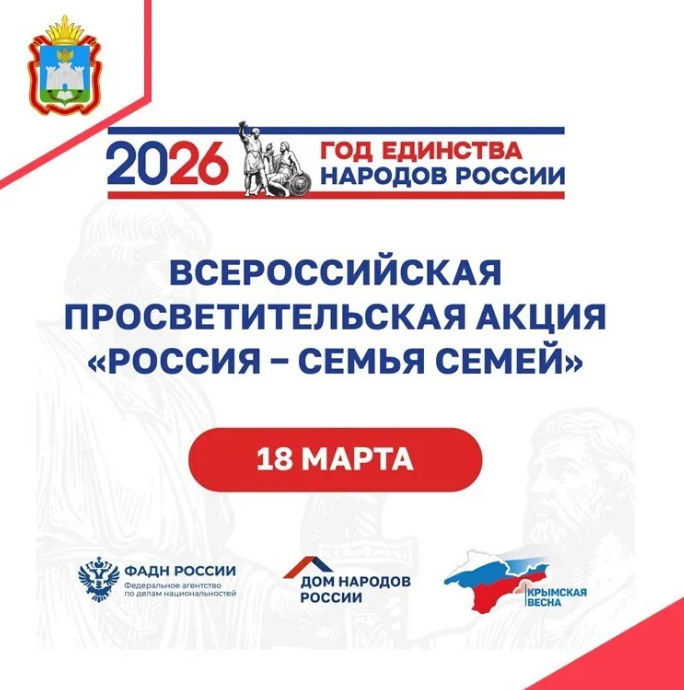 2026
ГОД ЕДИНСТВА
НАРОДОВ РОССИИ
ВСЕРОССИЙСКАЯ
ПРОСВЕТИТЕЛЬСКАЯ АКЦИЯ
«РОССИЯ – СЕМЬЯ СЕМЕЙ»
18 МАРТА
ФАДН РОССИИ
Федеральное агентство
по делам национальностей
ДОМ НАРОДОВ
РОССИИ
КРЫМСКАЯ
ВЕСНА